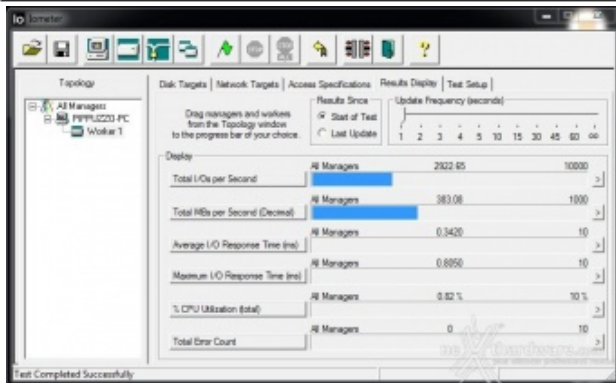 Io Iometer
Topology
All Managers
PIPPUZZO-PC
Worker 1
Disk Targets | Network Targets | Access Specifications | Results Display | Test Setup
Drag managers and workers
from the Topology window
to the progress bar of your choice.
Results Since
Start of Test
Last Update
Update Frequency (seconds)
1 2 3 4 5 10 15 30 45 60 oo
Display
All Managers 2922.65 10000
Total I/Os per Second
All Managers 383.08 1000
Total MBs per Second (Decimal)
All Managers 0.3420 10
Average I/O Response Time (ms)
All Managers 0.8050 10
Maximum I/O Response Time (ms)
All Managers 0.82 % 10 %
% CPU Utilization (total)
All Managers 0 10
Total Error Count
Test Completed Successfully